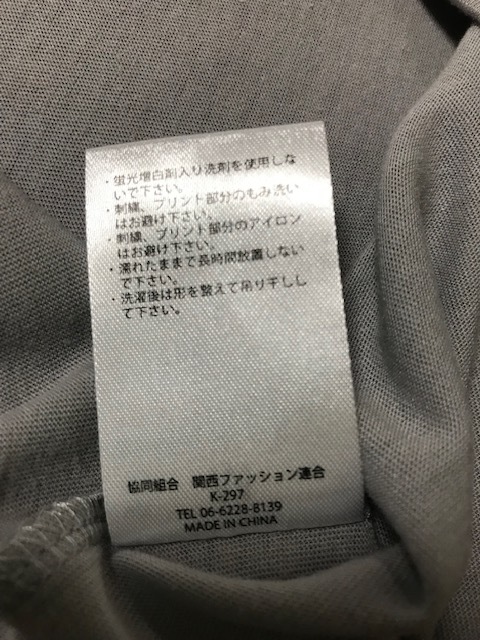 ・蛍光増白剤入り洗剤を使用しな
いで下さい。
・刺繍、プリント部分のもみ洗い
はお避け下さい。
・刺繍、プリント部分のアイロン
はお避け下さい。
・濡れたままで長時間放置しない
で下さい。
・洗濯後は形を整えて吊り干しし
て下さい。
協同組合 関西ファッション連合
K-297
TEL 06-6228-8139
MADE IN CHINA